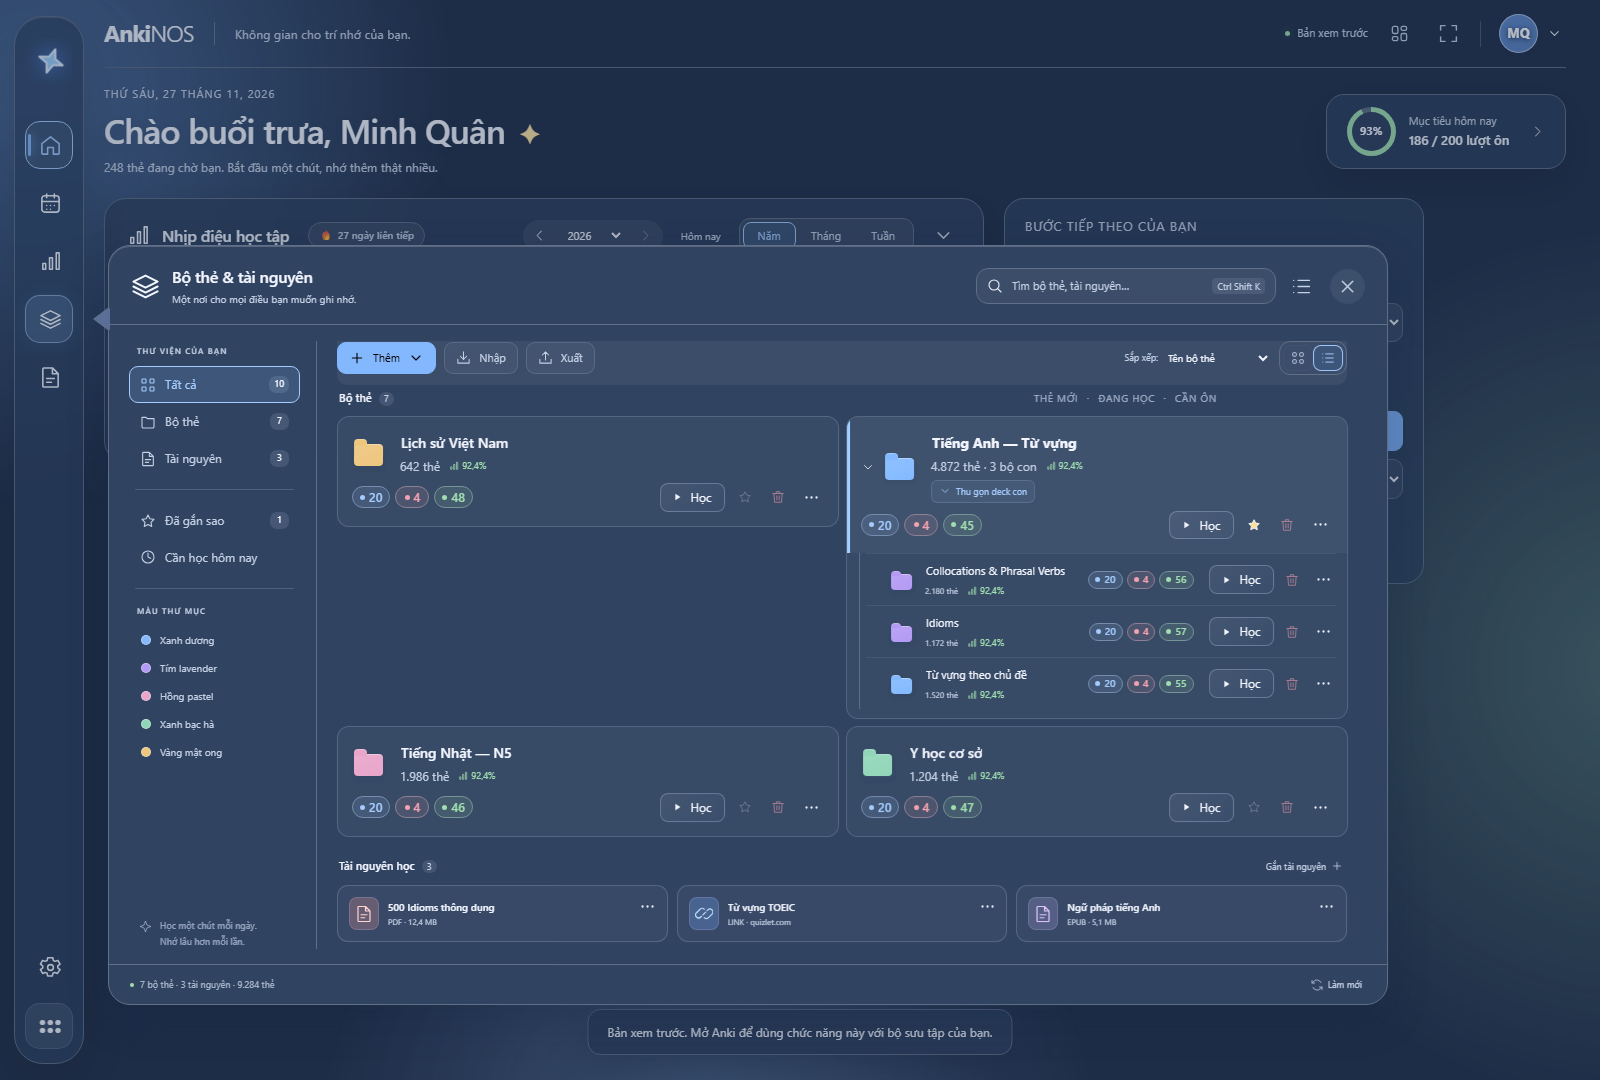 AnkiNOS
Không gian cho trí nhớ của bạn.
Bản xem trước
MQ
THỨ SÁU, 27 THÁNG 11, 2026
Chào buổi trưa, Minh Quân
248 thẻ đang chờ bạn. Bắt đầu một chút, nhớ thêm thật nhiều.
93%
Mục tiêu hôm nay
186 / 200 lượt ôn
Nhịp điệu học tập
27 ngày liên tiếp
2026
Hôm nay
Năm
Tháng
Tuần
BƯỚC TIẾP THEO CỦA BẠN
Bộ thẻ & tài nguyên
Một nơi cho mọi điều bạn muốn ghi nhớ.
Tìm bộ thẻ, tài nguyên...
Ctrl Shift K
THƯ VIỆN CỦA BẠN
Tất cả 10
Bộ thẻ 7
Tài nguyên 3
Đã gắn sao 1
Cần học hôm nay
MÀU THƯ MỤC
Xanh dương
Tím lavender
Hồng pastel
Xanh bạc hà
Vàng mật ong
Học một chút mỗi ngày.
Nhớ lâu hơn mỗi lần.
Thêm
Nhập
Xuất
Sắp xếp: Tên bộ thẻ
Bộ thẻ 7
THẺ MỚI · ĐANG HỌC · CẦN ÔN
Lịch sử Việt Nam
642 thẻ 92,4%
20 4 48 Học
Tiếng Anh — Từ vựng
4.872 thẻ · 3 bộ con 92,4%
Thu gọn deck con
20 4 45 Học
Collocations & Phrasal Verbs
2.180 thẻ 92,4%
20 4 56 Học
Idioms
1.172 thẻ 92,4%
20 4 57 Học
Từ vựng theo chủ đề
1.520 thẻ 92,4%
20 4 55 Học
Tiếng Nhật — N5
1.986 thẻ 92,4%
20 4 46 Học
Y học cơ sở
1.204 thẻ 92,4%
20 4 47 Học
Tài nguyên học 3
Gắn tài nguyên
500 Idioms thông dụng
PDF · 12,4 MB
Từ vựng TOEIC
LINK · quizlet.com
Ngữ pháp tiếng Anh
EPUB · 5,1 MB
7 bộ thẻ · 3 tài nguyên · 9.284 thẻ
Làm mới
Bản xem trước. Mở Anki để dùng chức năng này với bộ sưu tập của bạn.